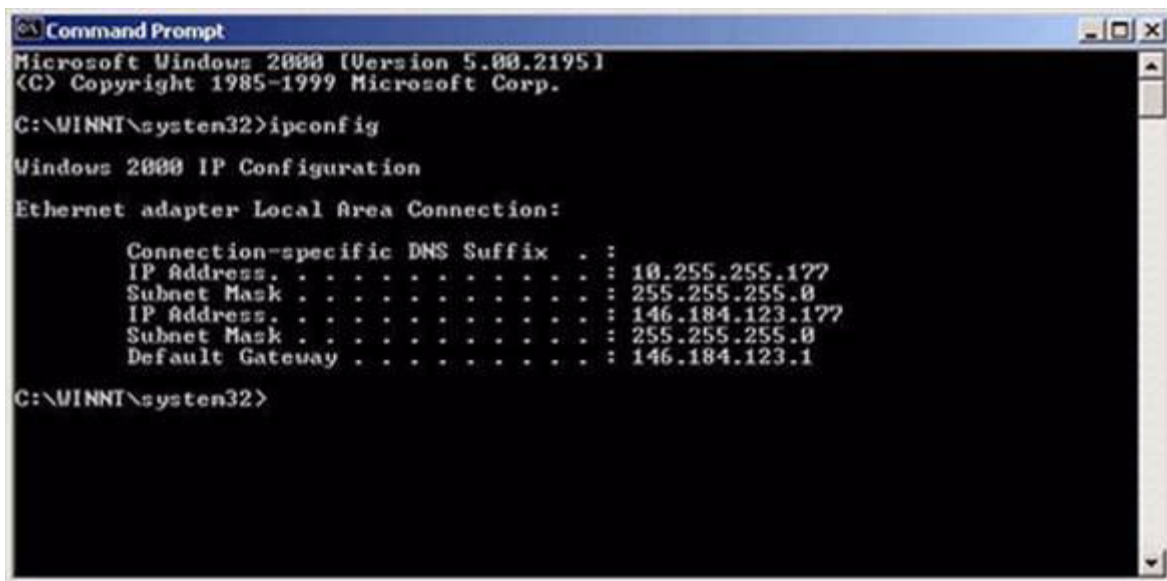 Command Prompt
Microsoft Windows 2000 [Version 5.00.2195]
(C) Copyright 1985-1999 Microsoft Corp.
C:\WINNT\system32>ipconfig
Windows 2000 IP Configuration
Ethernet adapter Local Area Connection:
Connection-specific DNS Suffix . :
IP Address. . . . . . . . . . . . : 10.255.255.177
Subnet Mask . . . . . . . . . . . : 255.255.255.0
IP Address. . . . . . . . . . . . : 146.184.123.177
Subnet Mask . . . . . . . . . . . : 255.255.255.0
Default Gateway . . . . . . . . . : 146.184.123.1
C:\WINNT\system32>